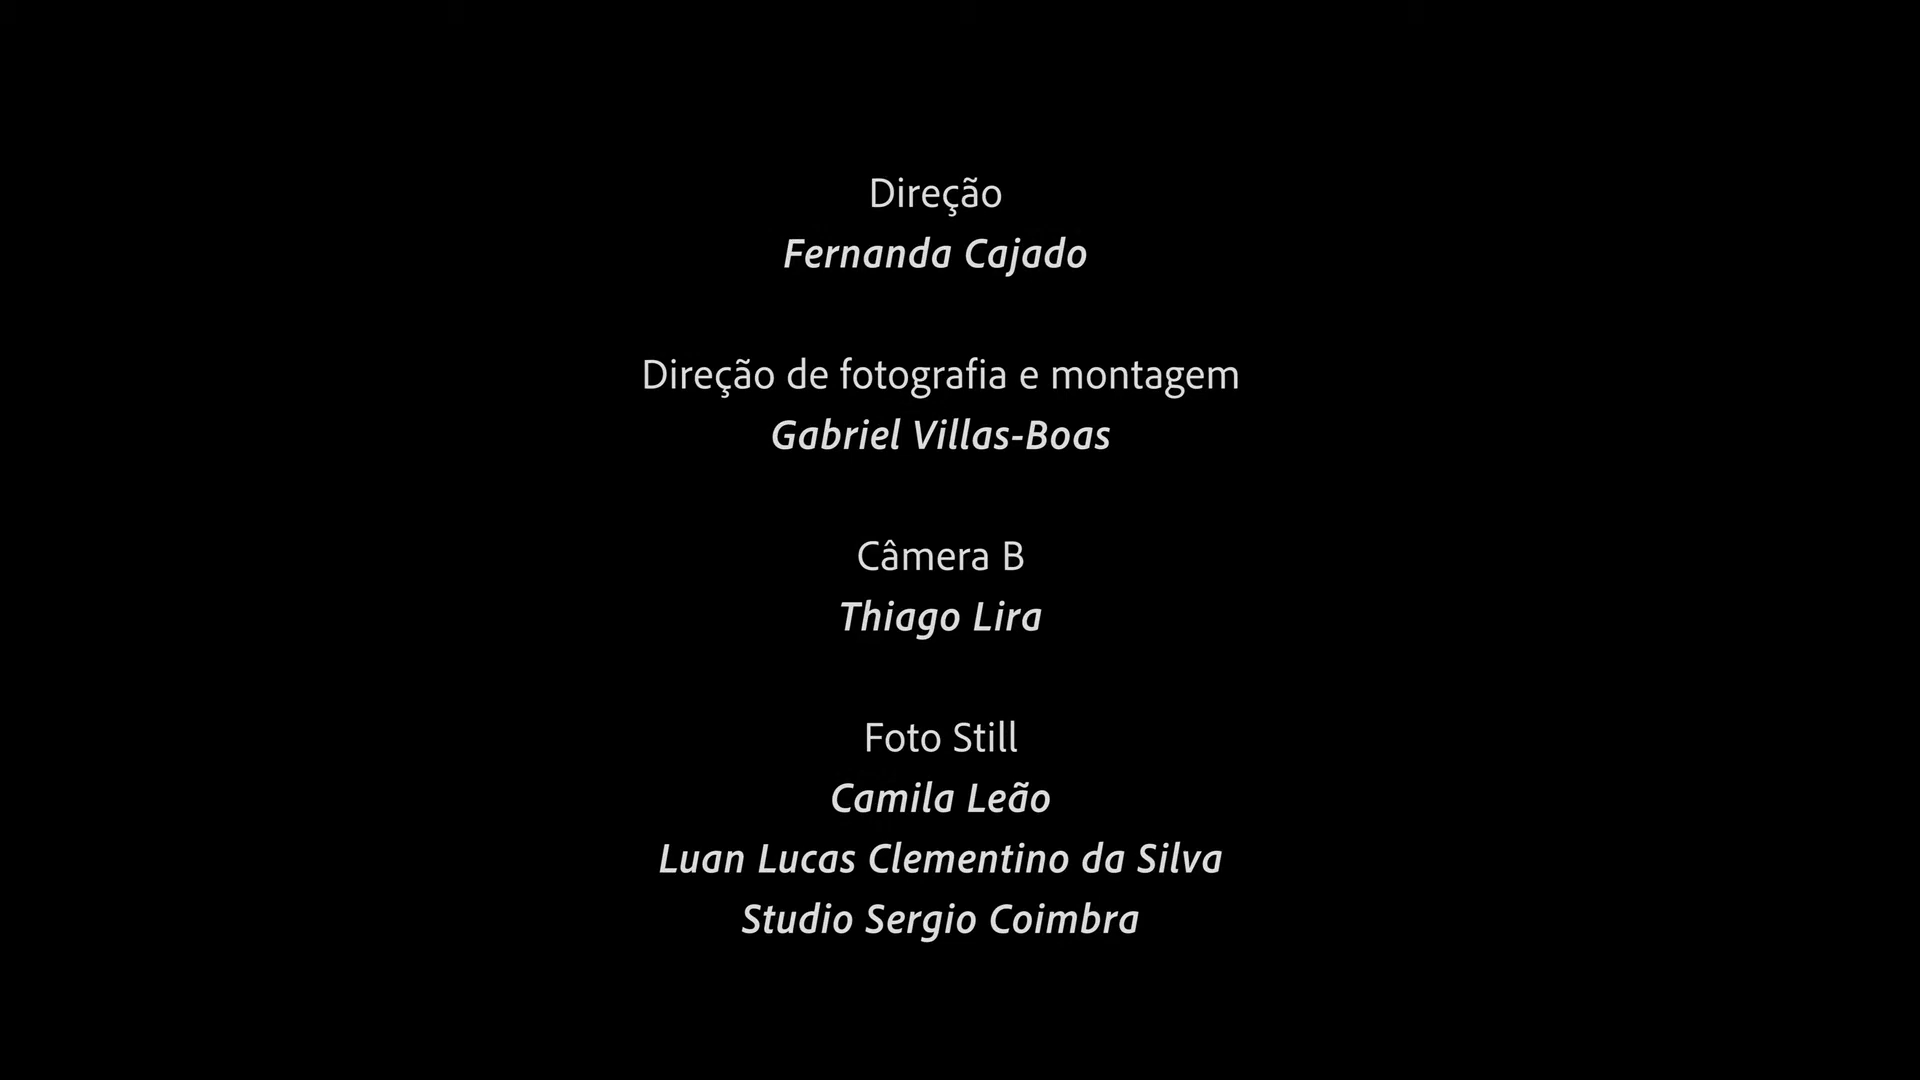 Direção
Fernanda Cajado
Direção de fotografia e montagem
Gabriel Villas-Boas
Câmera B
Thiago Lira
Foto Still
Camila Leão
Luan Lucas Clementino da Silva
Studio Sergio Coimbra